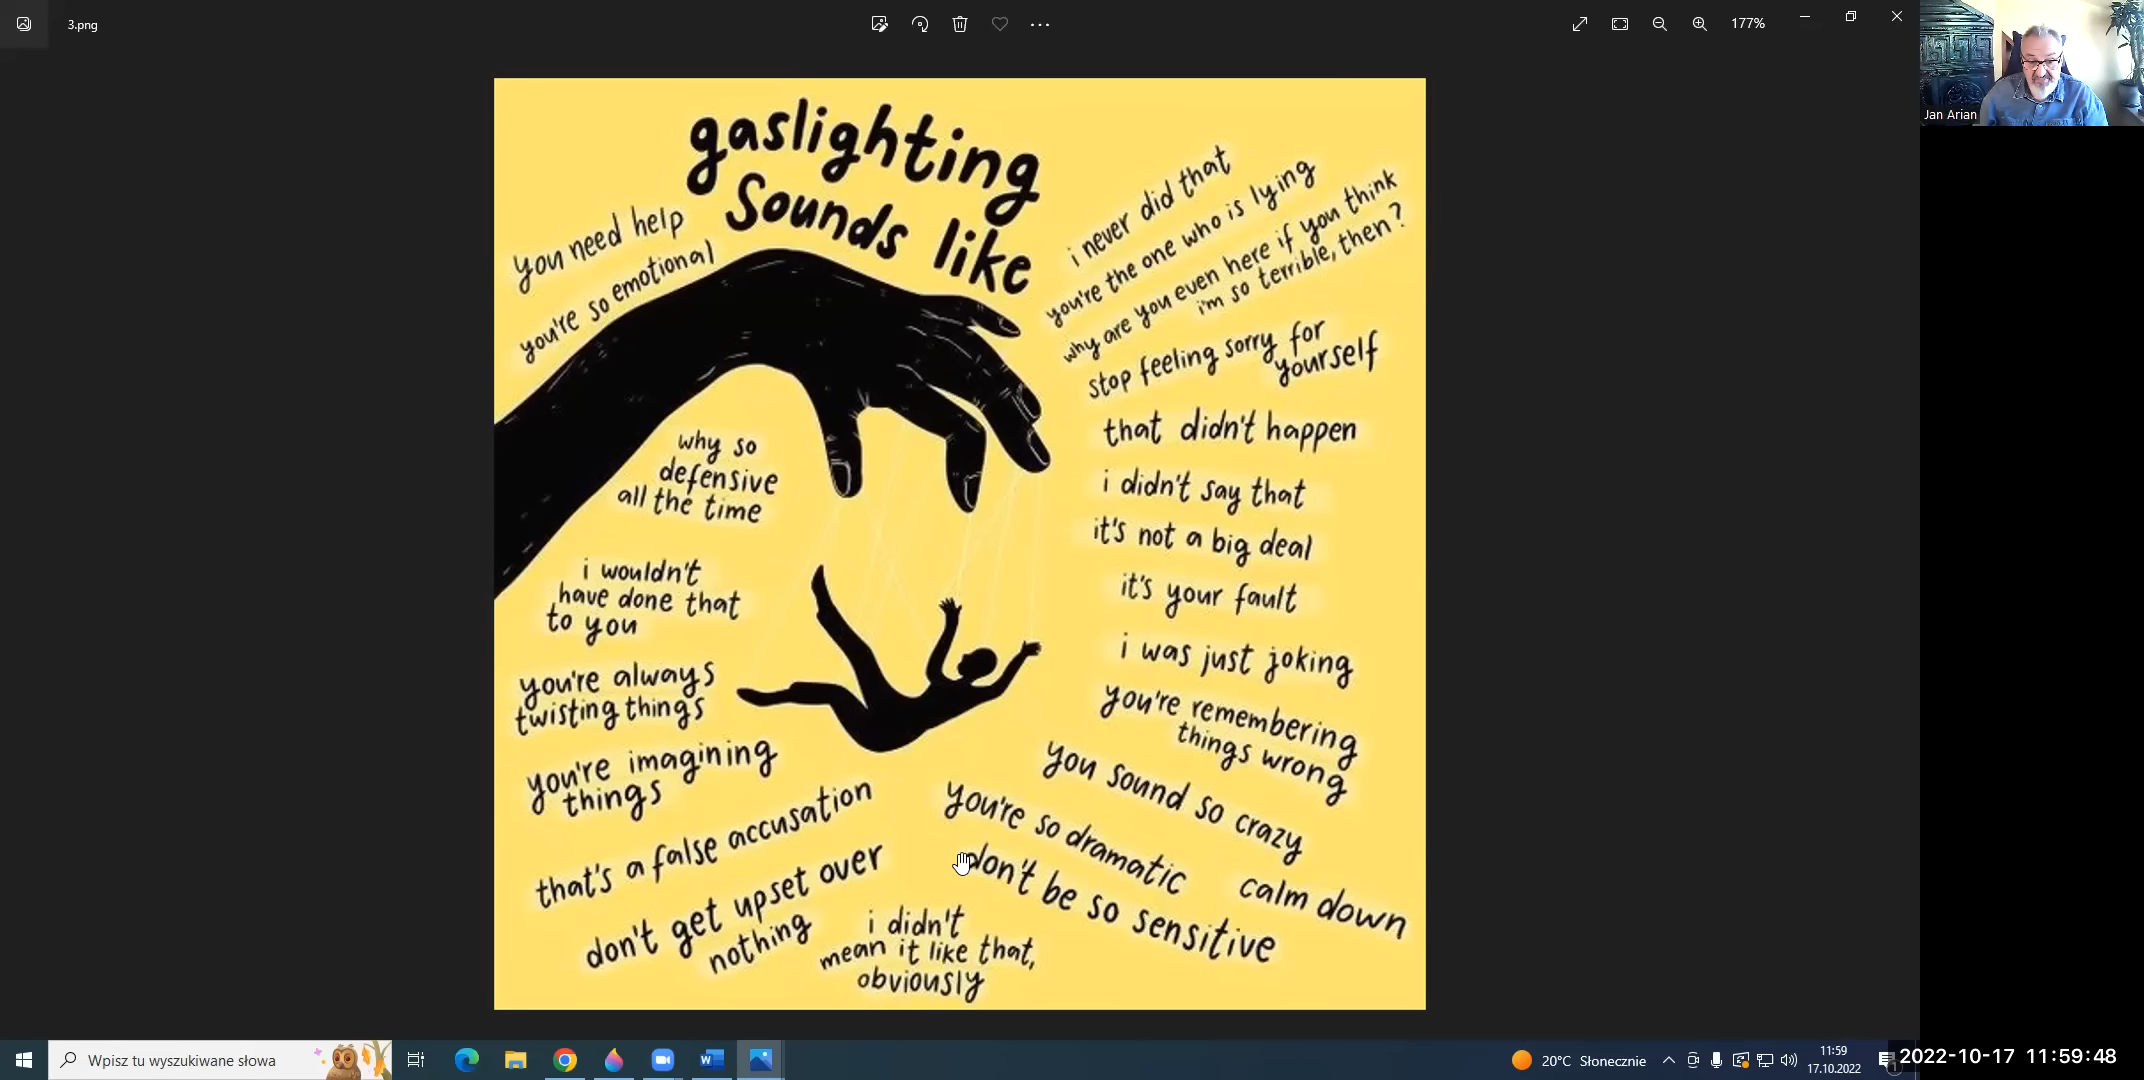 3.png
177%
Jan Arian
gaslighting
Sounds like
you need help
you're so emotional
i never did that
you're the one who is lying
why are you even here if you think
i'm so terrible, then?
stop feeling sorry for
yourself
that didn't happen
i didn't say that
it's not a big deal
it's your fault
i was just joking
you're remembering
things wrong
you sound so crazy
calm down
why so
defensive
all the time
i wouldn't
have done that
to you
you're always
twisting things
you're imagining
things
that's a false accusation
don't get upset over
nothing
i didn't
mean it like that,
obviously
you're so dramatic
don't be so sensitive
Wpisz tu wyszukiwane słowa
20°C Słonecznie
11:59
17.10.2022
1
2022-10-17 11:59:48